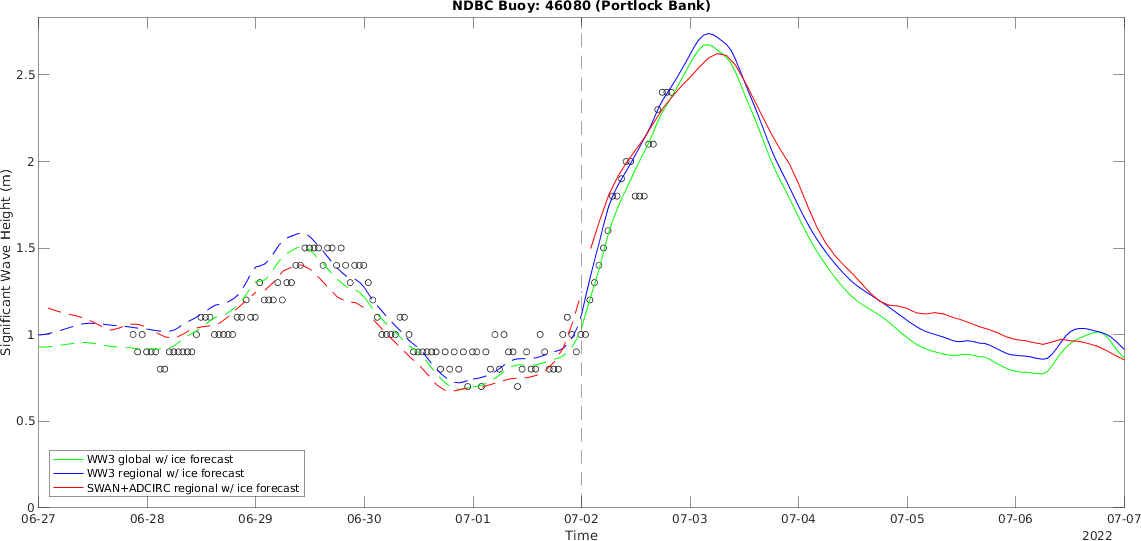 NDBC Buoy: 46080 (Portlock Bank)
Significant Wave Height (m)
2.5
2
1.5
1
0.5
0
WW3 global w/ ice forecast
WW3 regional w/ ice forecast
SWAN+ADCIRC regional w/ ice forecast
06-27 06-28 06-29 06-30 07-01 07-02 07-03 07-04 07-05 07-06 07-07
Time
2022